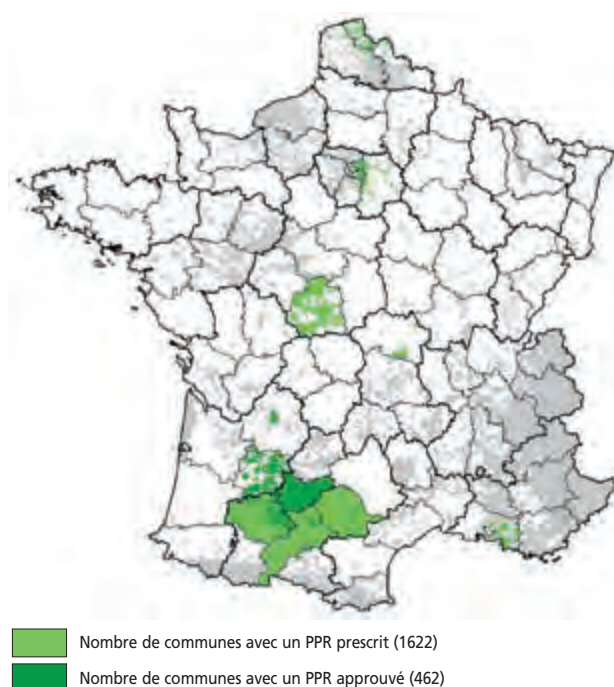 Nombre de communes avec un PPR prescrit (1622)
Nombre de communes avec un PPR approuvé (462)